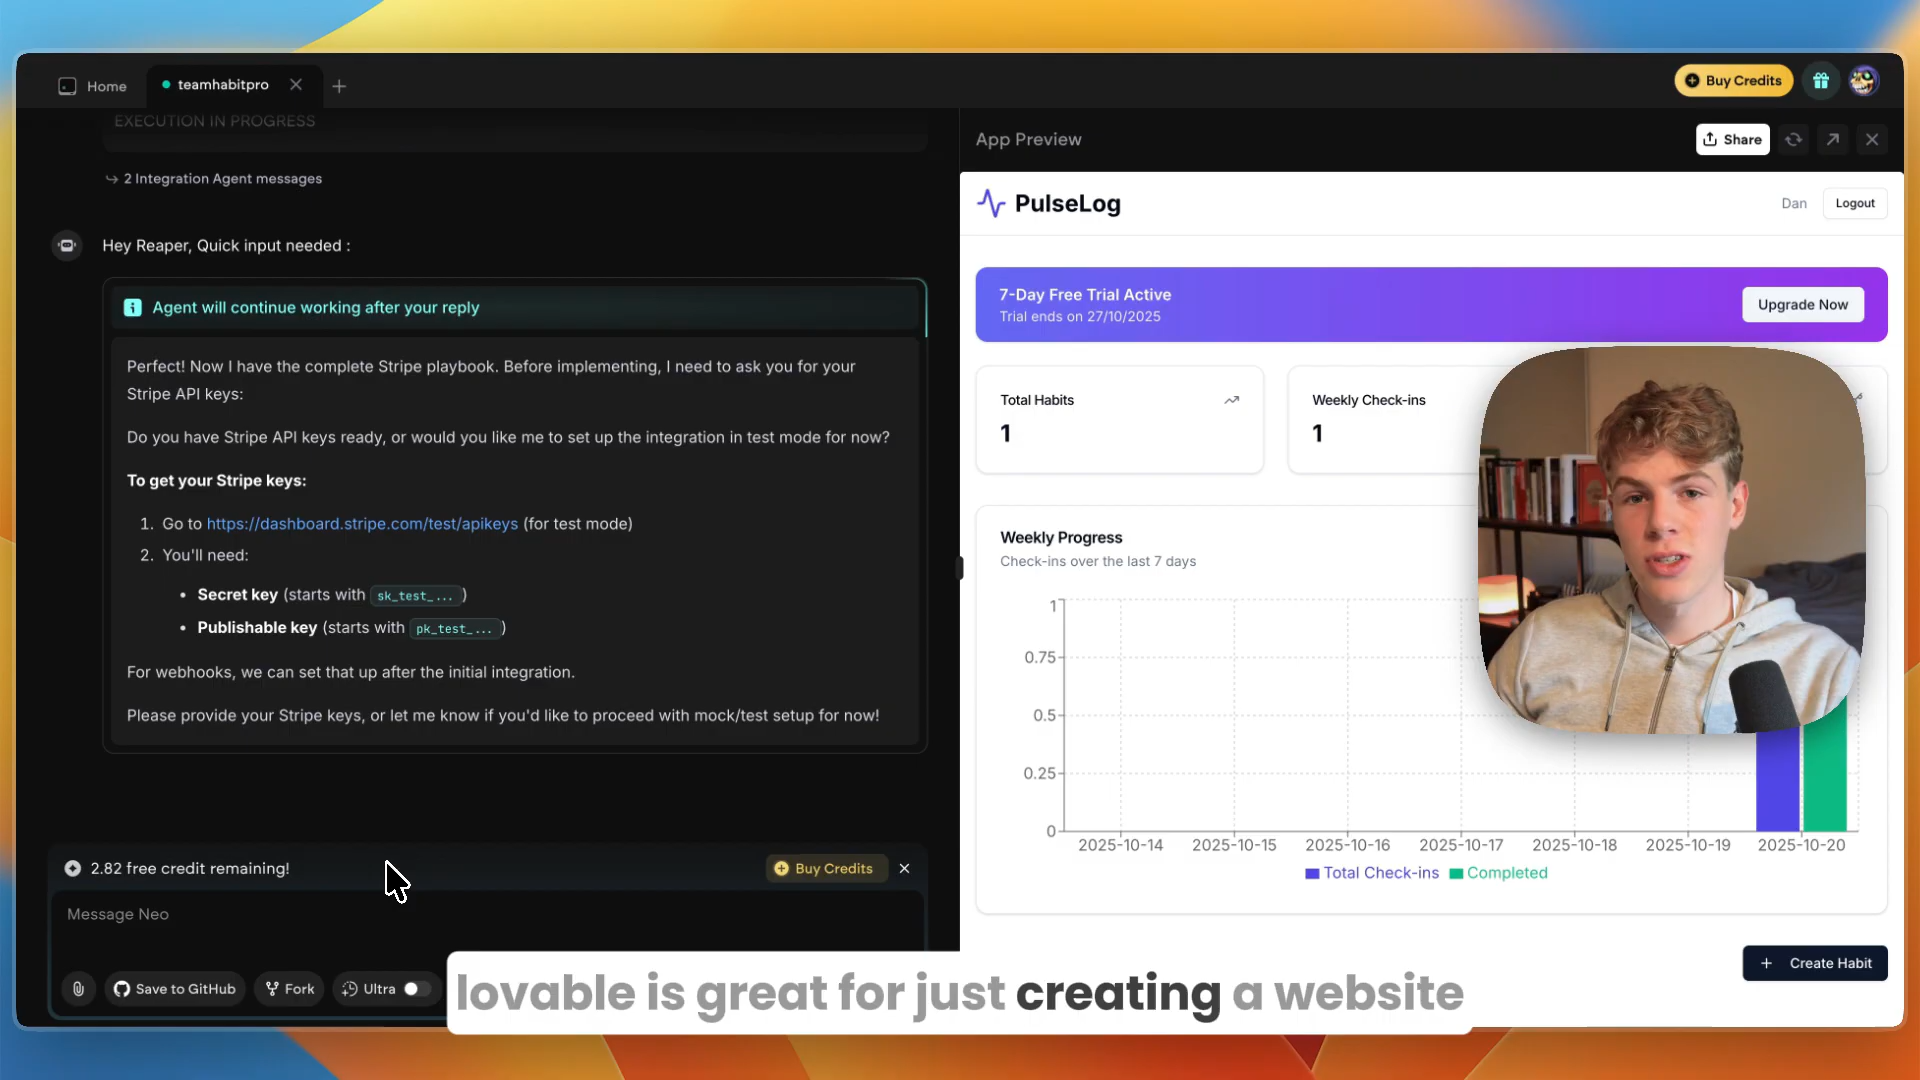 Home
teamhabitpro
Buy Credits
EXECUTION IN PROGRESS
2 Integration Agent messages
Hey Reaper, Quick input needed :
Agent will continue working after your reply
Perfect! Now I have the complete Stripe playbook. Before implementing, I need to ask you for your
Stripe API keys:
Do you have Stripe API keys ready, or would you like me to set up the integration in test mode for now?
To get your Stripe keys:
1. Go to https://dashboard.stripe.com/test/apikeys (for test mode)
2. You'll need:
• Secret key (starts with sk_test_... )
• Publishable key (starts with pk_test_... )
For webhooks, we can set that up after the initial integration.
Please provide your Stripe keys, or let me know if you'd like to proceed with mock/test setup for now!
2.82 free credit remaining!
Buy Credits
Message Neo
Save to GitHub
Fork
Ultra
App Preview
Share
PulseLog
Dan
Logout
7-Day Free Trial Active
Trial ends on 27/10/2025
Upgrade Now
Total Habits
1
Weekly Check-ins
1
Weekly Progress
Check-ins over the last 7 days
1
0.75
0.5
0.25
0
2025-10-14 2025-10-15 2025-10-16 2025-10-17 2025-10-18 2025-10-19 2025-10-20
Total Check-ins Completed
+ Create Habit
lovable is great for just creating a website